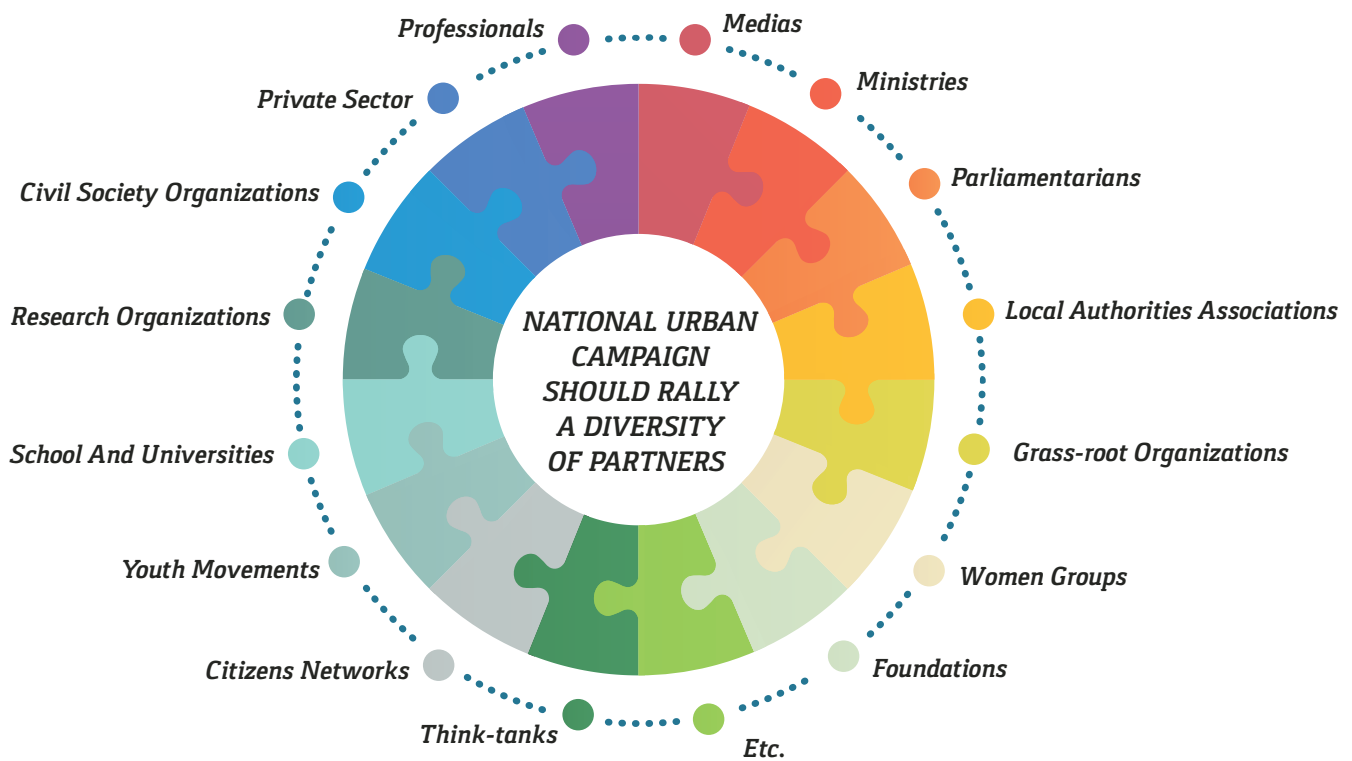 Professionals
Medias
Ministries
Private Sector
Parliamentarians
Civil Society Organizations
Local Authorities Associations
Research Organizations
NATIONAL URBAN
CAMPAIGN
SHOULD RALLY
A DIVERSITY
OF PARTNERS
School And Universities
Grass-root Organizations
Youth Movements
Women Groups
Citizens Networks
Foundations
Think-tanks
Etc.